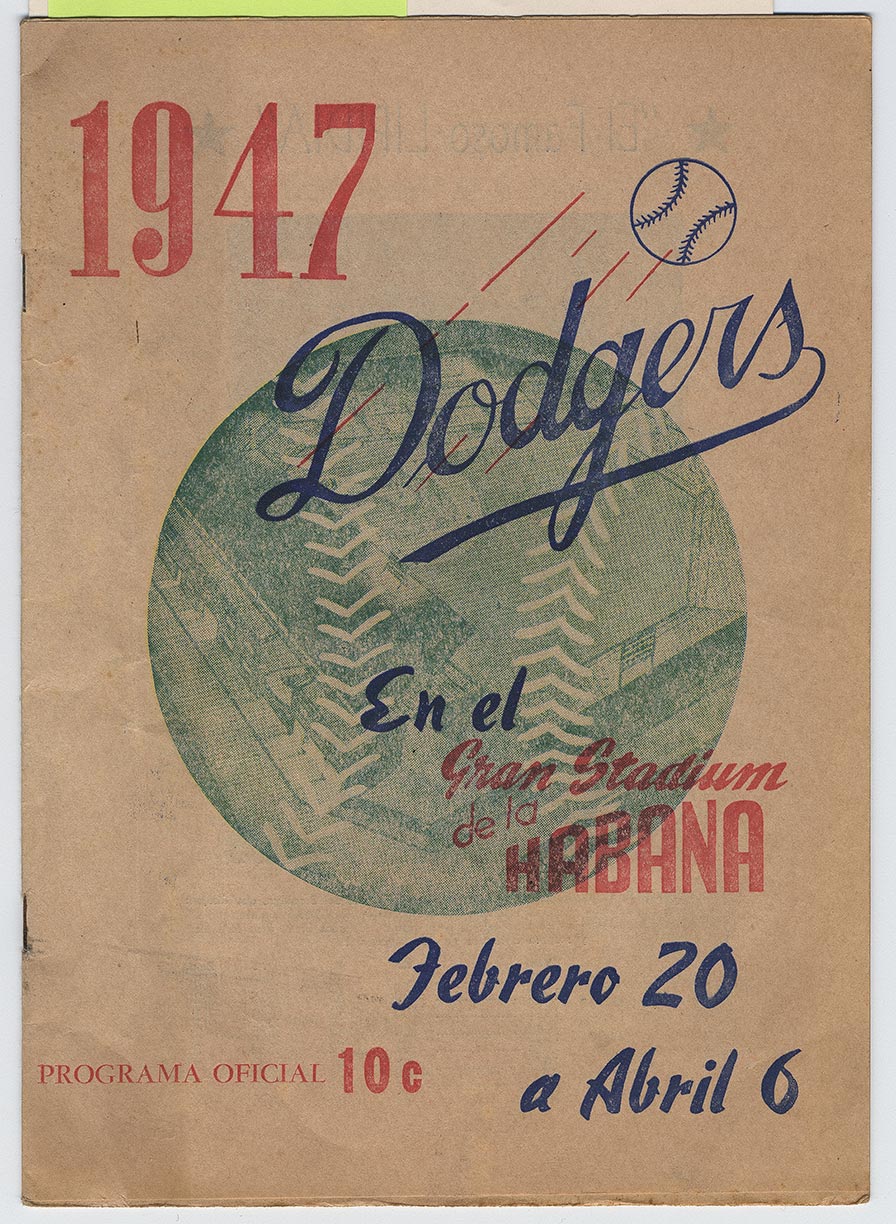 1947
Dodgers
En el
Gran Stadium
de la
HABANA
Febrero 20
a Abril 6
PROGRAMA OFICIAL 10c